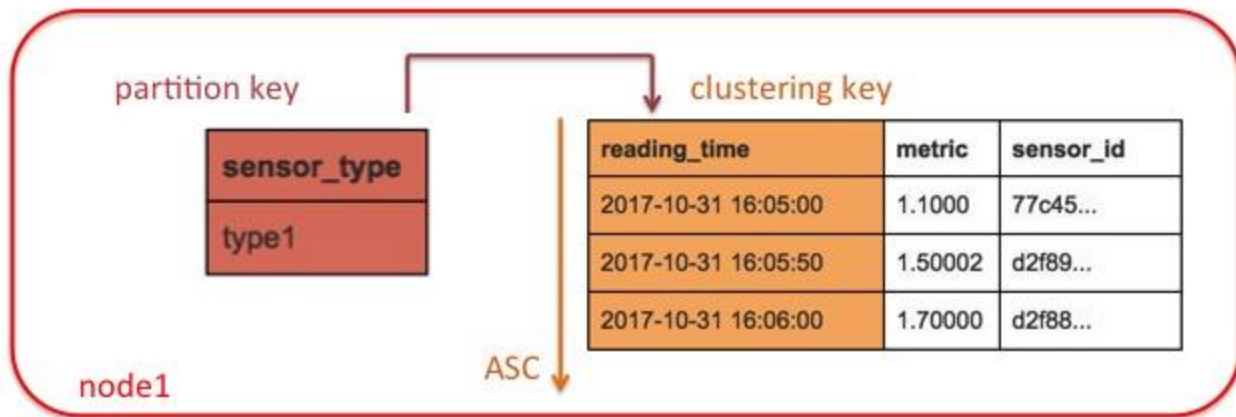 partition key
clustering key
sensor_type
type1
reading_time metric sensor_id
2017-10-31 16:05:00 1.1000 77c45...
2017-10-31 16:05:50 1.50002 d2f89...
2017-10-31 16:06:00 1.70000 d2f88...
ASC
node1